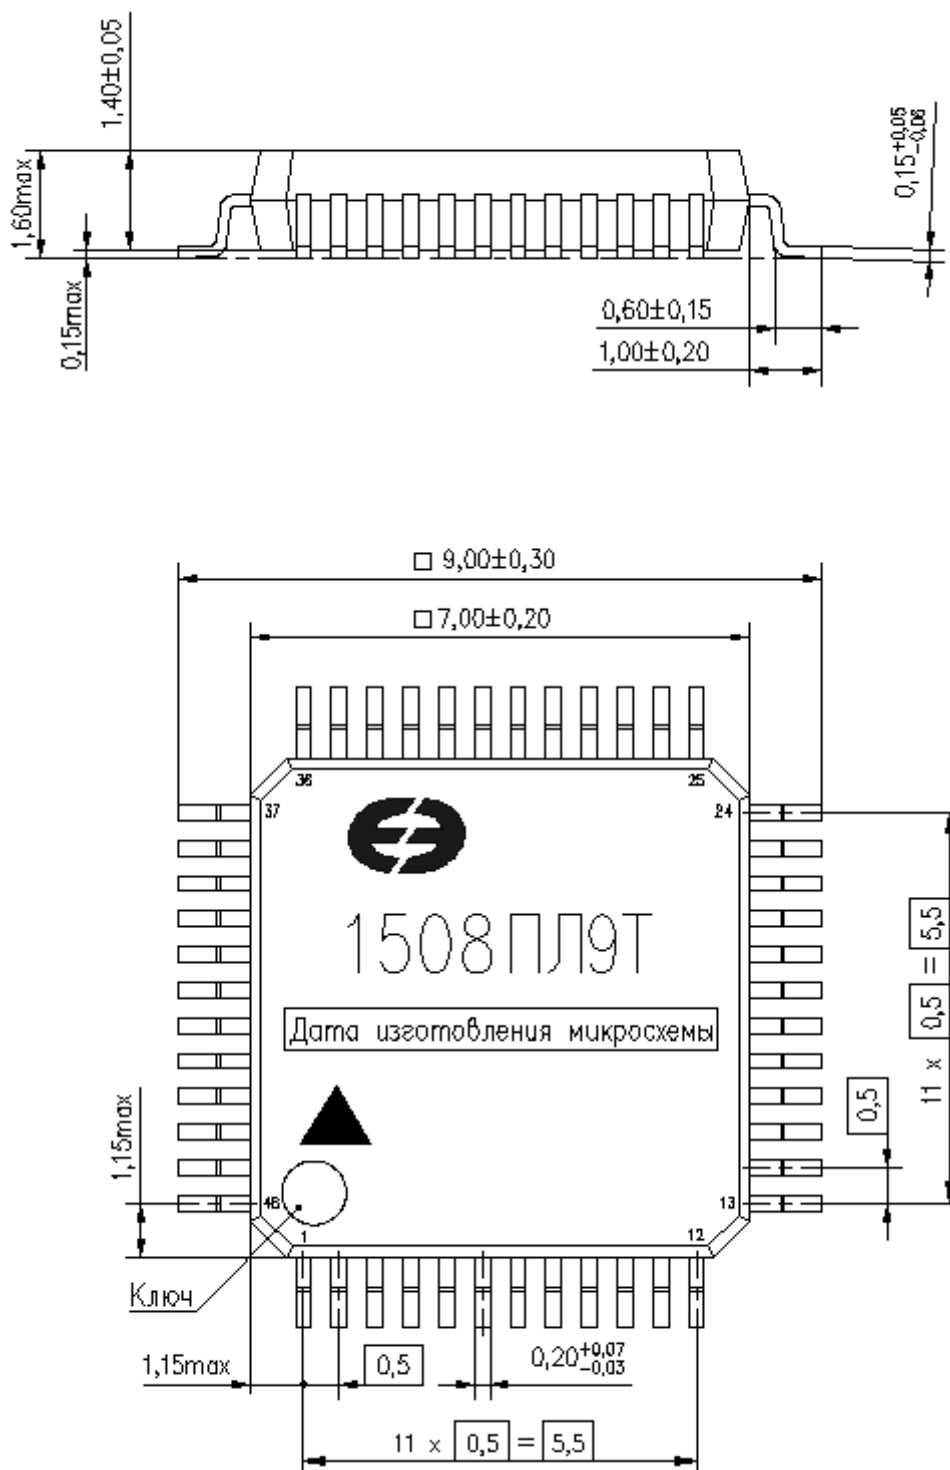 1,40±0,05
1,60max
0,15max
0,15+0,05 -0,06
0,60±0,15
1,00±0,20
□ 9,00±0,30
□ 7,00±0,20
36
25
37
24
1508ПЛ9Т
Дата изготовления микросхемы
11 x 0,5 = 5,5
0,5
1,15max
48
13
1
12
Ключ
1,15max
0,5
0,20+0,07 -0,03
11 x 0,5 = 5,5